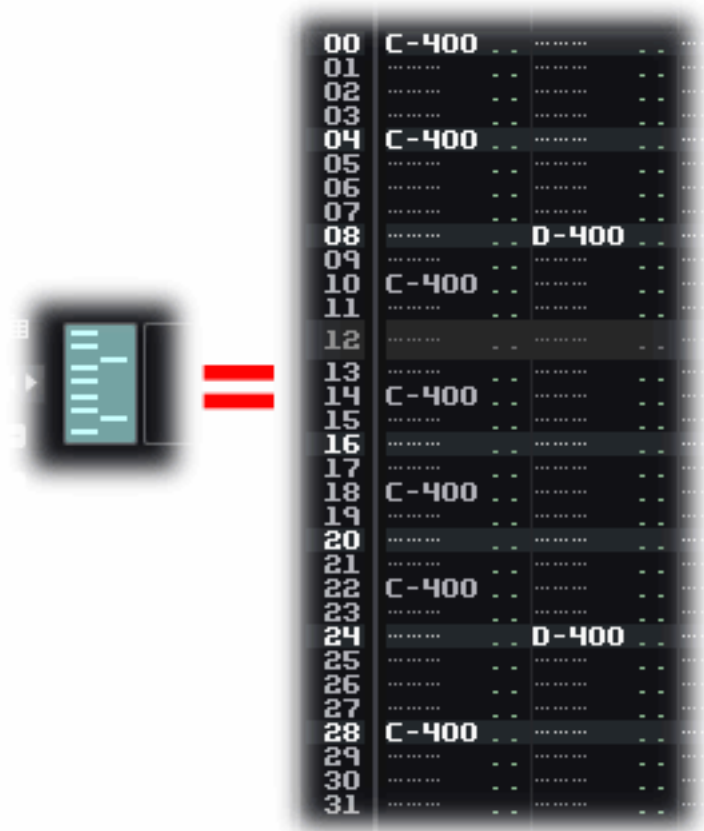 00 C-400 .. ......... ..
01 ......... .. ......... ..
02 ......... .. ......... ..
03 ......... .. ......... ..
04 C-400 .. ......... ..
05 ......... .. ......... ..
06 ......... .. ......... ..
07 ......... .. ......... ..
08 ......... .. D-400 ..
09 ......... .. ......... ..
10 C-400 .. ......... ..
11 ......... .. ......... ..
12 ......... .. ......... ..
13 ......... .. ......... ..
14 C-400 .. ......... ..
15 ......... .. ......... ..
16 ......... .. ......... ..
17 ......... .. ......... ..
18 C-400 .. ......... ..
19 ......... .. ......... ..
20 ......... .. ......... ..
21 ......... .. ......... ..
22 C-400 .. ......... ..
23 ......... .. ......... ..
24 ......... .. D-400 ..
25 ......... .. ......... ..
26 ......... .. ......... ..
27 ......... .. ......... ..
28 C-400 .. ......... ..
29 ......... .. ......... ..
30 ......... .. ......... ..
31 ......... .. ......... ..